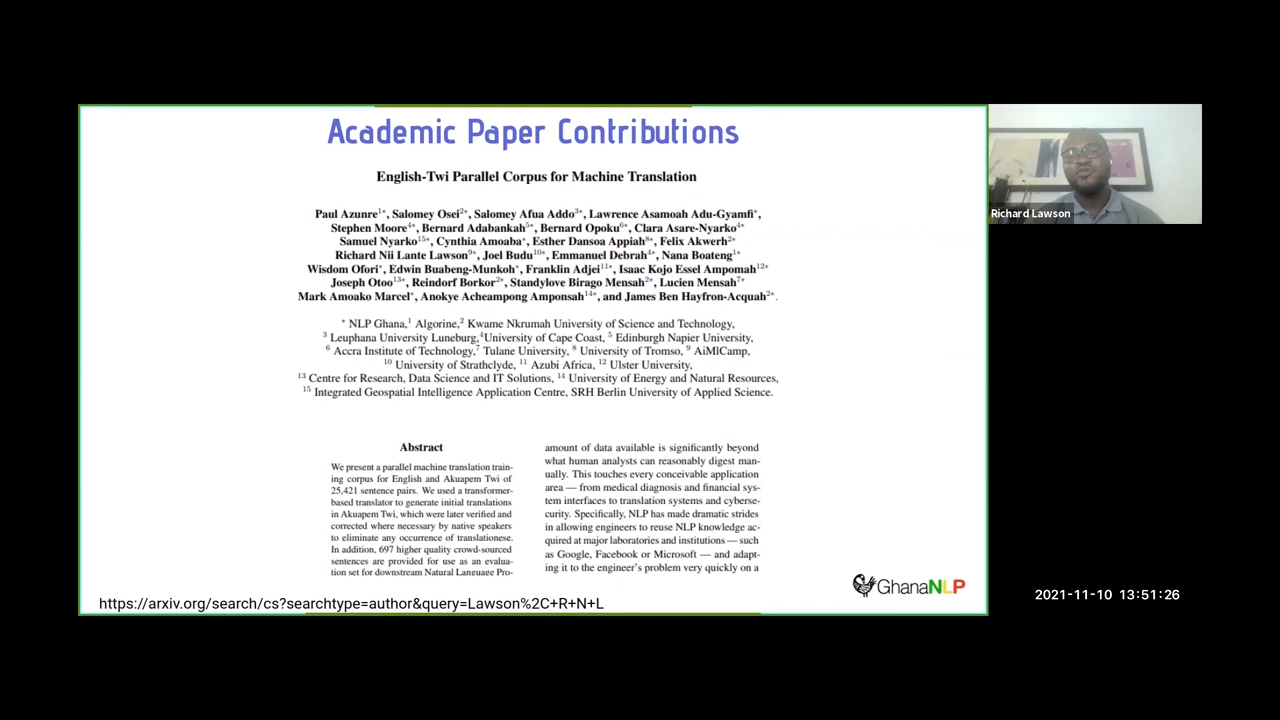 Academic Paper Contributions
English-Twi Parallel Corpus for Machine Translation
Paul Azunre1*, Salomey Osei2*, Salomey Afua Addo3*, Lawrence Asamoah Adu-Gyamfi*,
Stephen Moore4*, Bernard Adabankah5*, Bernard Opoku6*, Clara Asare-Nyarko4*
Samuel Nyarko15*, Cynthia Amoaba*, Esther Dansoa Appiah8*, Felix Akwerh2*
Richard Nii Lante Lawson9*, Joel Budu10*, Emmanuel Debrah4*, Nana Boateng1*
Wisdom Ofori*, Edwin Buabeng-Munkoh*, Franklin Adjei11*, Isaac Kojo Essel Ampomah12*
Joseph Otoo13*, Reindorf Borkor2*, Standylove Birago Mensah2*, Lucien Mensah7*
Mark Amoako Marcel*, Anokye Acheampong Amponsah14*, and James Ben Hayfron-Acquah2*.
* NLP Ghana,1 Algorine,2 Kwame Nkrumah University of Science and Technology,
3 Leuphana University Luneburg,4University of Cape Coast, 5 Edinburgh Napier University,
6 Accra Institute of Technology,7 Tulane University, 8 University of Tromso, 9 AiMlCamp,
10 University of Strathclyde, 11 Azubi Africa, 12 Ulster University,
13 Centre for Research, Data Science and IT Solutions, 14 University of Energy and Natural Resources,
15 Integrated Geospatial Intelligence Application Centre, SRH Berlin University of Applied Science.
Abstract
We present a parallel machine translation train-
ing corpus for English and Akuapem Twi of
25,421 sentence pairs. We used a transformer-
based translator to generate initial translations
in Akuapem Twi, which were later verified and
corrected where necessary by native speakers
to eliminate any occurrence of translationese.
In addition, 697 higher quality crowd-sourced
sentences are provided for use as an evalua-
tion set for downstream Natural Language Pro-
amount of data available is significantly beyond
what human analysts can reasonably digest man-
ually. This touches every conceivable application
area — from medical diagnosis and financial sys-
tem interfaces to translation systems and cyberse-
curity. Specifically, NLP has made dramatic strides
in allowing engineers to reuse NLP knowledge ac-
quired at major laboratories and institutions — such
as Google, Facebook or Microsoft — and adapt-
ing it to the engineer's problem very quickly on a
GhanaNLP
https://arxiv.org/search/cs?searchtype=author&query=Lawson%2C+R+N+L
Richard Lawson
2021-11-10 13:51:26